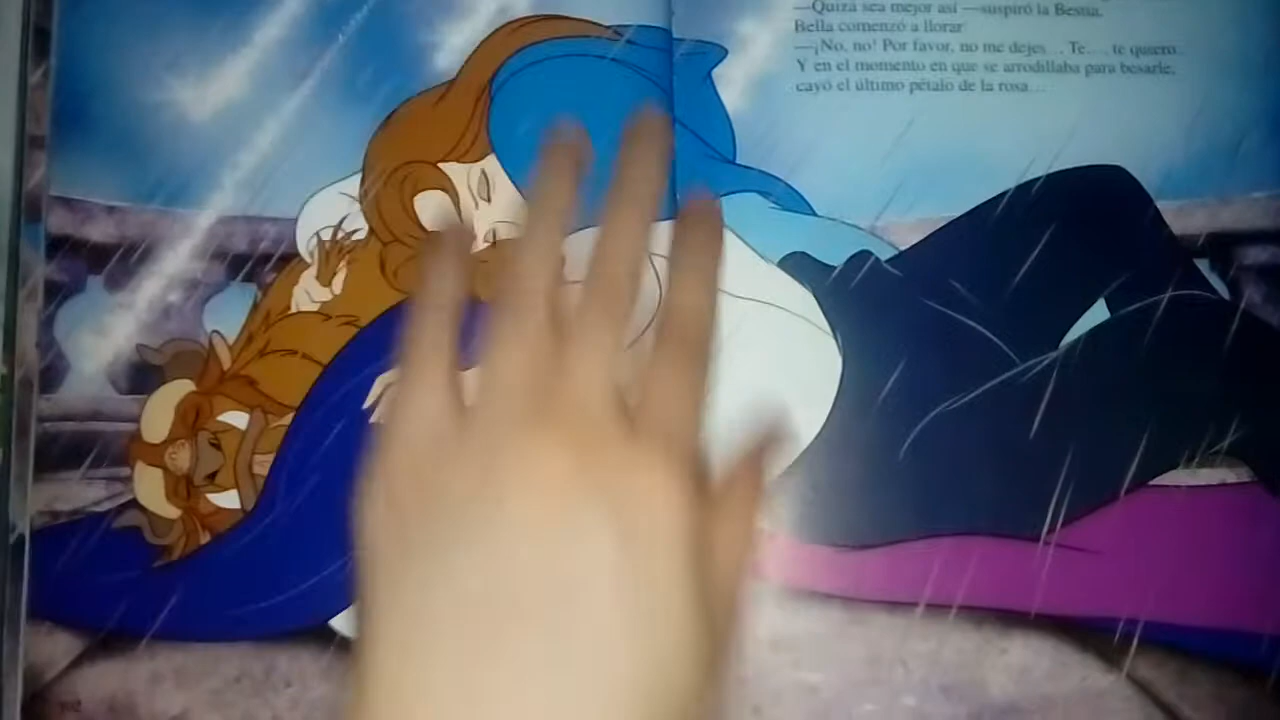 —Quizá sea mejor así —suspiró la Bestia.
Bella comenzó a llorar
—¡No, no! Por favor, no me dejes... Te... te quiero.
Y en el momento en que se arrodillaba para besarle,
cayó el último pétalo de la rosa...